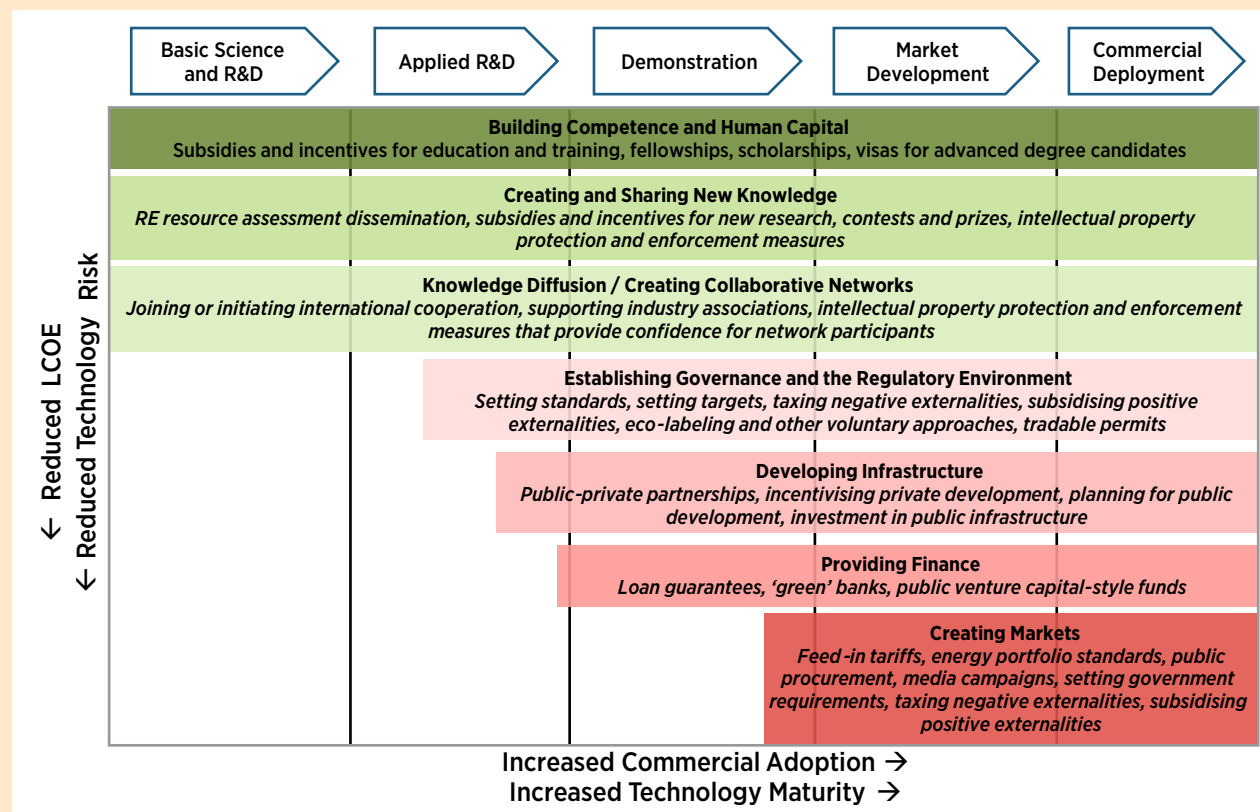 Basic Science
and R&D
Applied R&D
Demonstration
Market
Development
Commercial
Deployment
Building Competence and Human Capital
Subsidies and incentives for education and training, fellowships, scholarships, visas for advanced degree candidates
Creating and Sharing New Knowledge
RE resource assessment dissemination, subsidies and incentives for new research, contests and prizes, intellectual property
protection and enforcement measures
Knowledge Diffusion / Creating Collaborative Networks
Joining or initiating international cooperation, supporting industry associations, intellectual property protection and enforcement
measures that provide confidence for network participants
Establishing Governance and the Regulatory Environment
Setting standards, setting targets, taxing negative externalities, subsidising positive
externalities, eco-labeling and other voluntary approaches, tradable permits
Developing Infrastructure
Public-private partnerships, incentivising private development, planning for public
development, investment in public infrastructure
Providing Finance
Loan guarantees, ‘green’ banks, public venture capital-style funds
Creating Markets
Feed-in tariffs, energy portfolio standards, public
procurement, media campaigns, setting government
requirements, taxing negative externalities, subsidising
positive externalities
← Reduced LCOE
← Reduced Technology Risk
Increased Commercial Adoption →
Increased Technology Maturity →